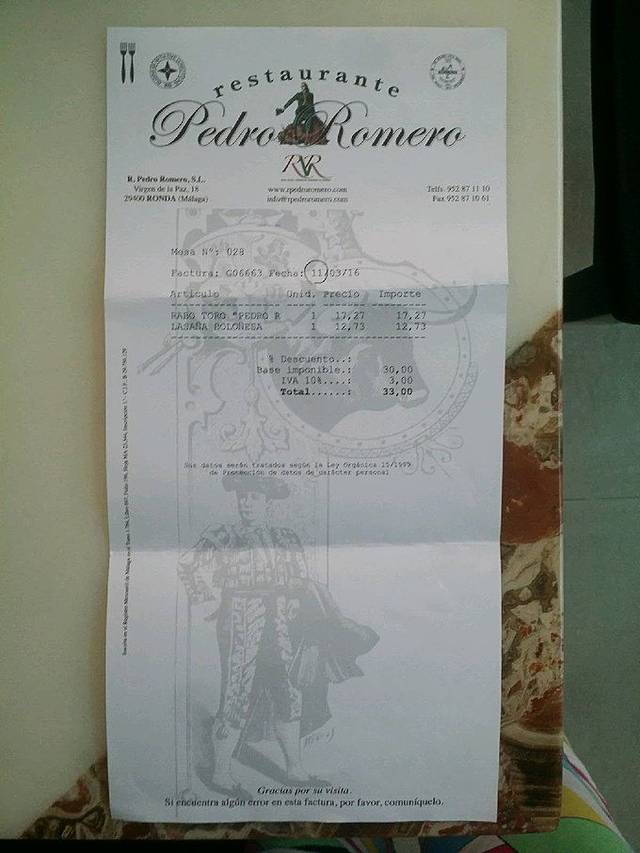 restaurante
Pedro Romero
RR
R. Pedro Romero, S.L.
Virgen de la Paz, 18
29400 RONDA (Málaga)
www.rpedroromero.com
info@rpedroromero.com
Telfs. 952 87 11 10
Fax 952 87 10 61
Mesa Nº: 028
Factura: G06663 Fecha: 11/03/16
Articulo Unid. Precio Importe
RABO TORO "PEDRO R 1 17,27 17,27
LASAÑA BOLOÑESA 1 12,73 12,73
% Descuento..:
Base imponible.: 30,00
IVA 10%....: 3,00
Total......: 33,00
Sus datos serán tratados según la Ley Orgánica 15/1999
de Protección de datos de carácter personal
Gracias por su visita.
Si encuentra algún error en esta factura, por favor, comuníquelo.